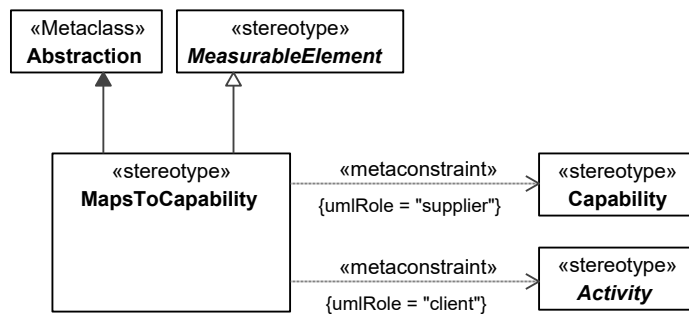 «Metaclass»
Abstraction
«stereotype»
MeasurableElement
«stereotype»
MapsToCapability
«metaconstraint»
{umlRole = "supplier"}
«stereotype»
Capability
«metaconstraint»
{umlRole = "client"}
«stereotype»
Activity